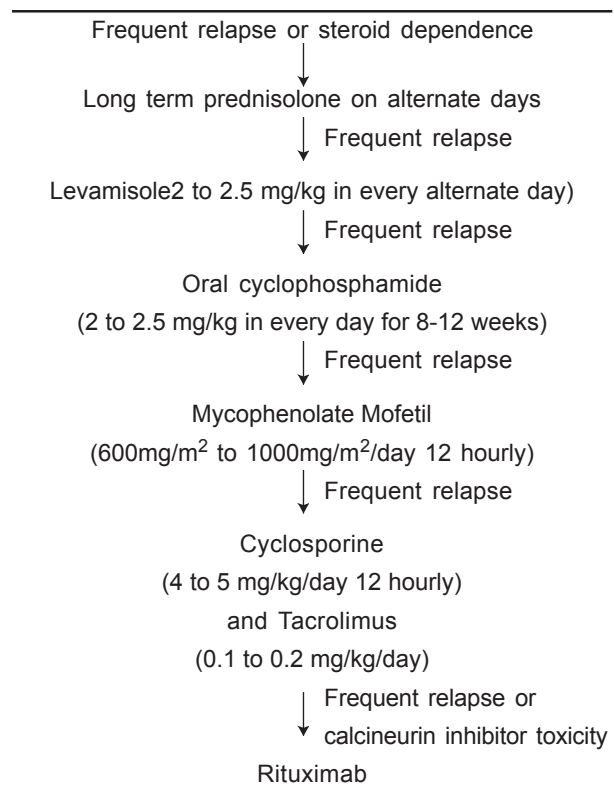 Frequent relapse or steroid dependence
Long term prednisolone on alternate days
Frequent relapse
Levamisole2 to 2.5 mg/kg in every alternate day)
Frequent relapse
Oral cyclophosphamide
(2 to 2.5 mg/kg in every day for 8-12 weeks)
Frequent relapse
Mycophenolate Mofetil
(600mg/m² to 1000mg/m²/day 12 hourly)
Frequent relapse
Cyclosporine
(4 to 5 mg/kg/day 12 hourly)
and Tacrolimus
(0.1 to 0.2 mg/kg/day)
Frequent relapse or
calcineurin inhibitor toxicity
Rituximab